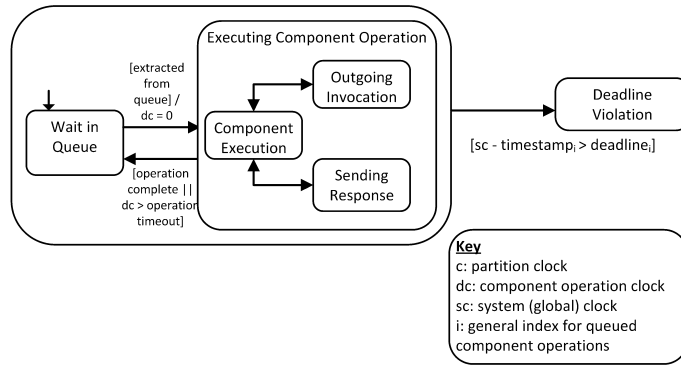 Executing Component Operation
[extracted
from
queue] /
dc = 0
Wait in
Queue
[operation
complete ||
dc > operation
timeout]
Component
Execution
Outgoing
Invocation
Sending
Response
Deadline
Violation
[sc - timestampᵢ > deadlineᵢ]
Key
c: partition clock
dc: component operation clock
sc: system (global) clock
i: general index for queued
component operations